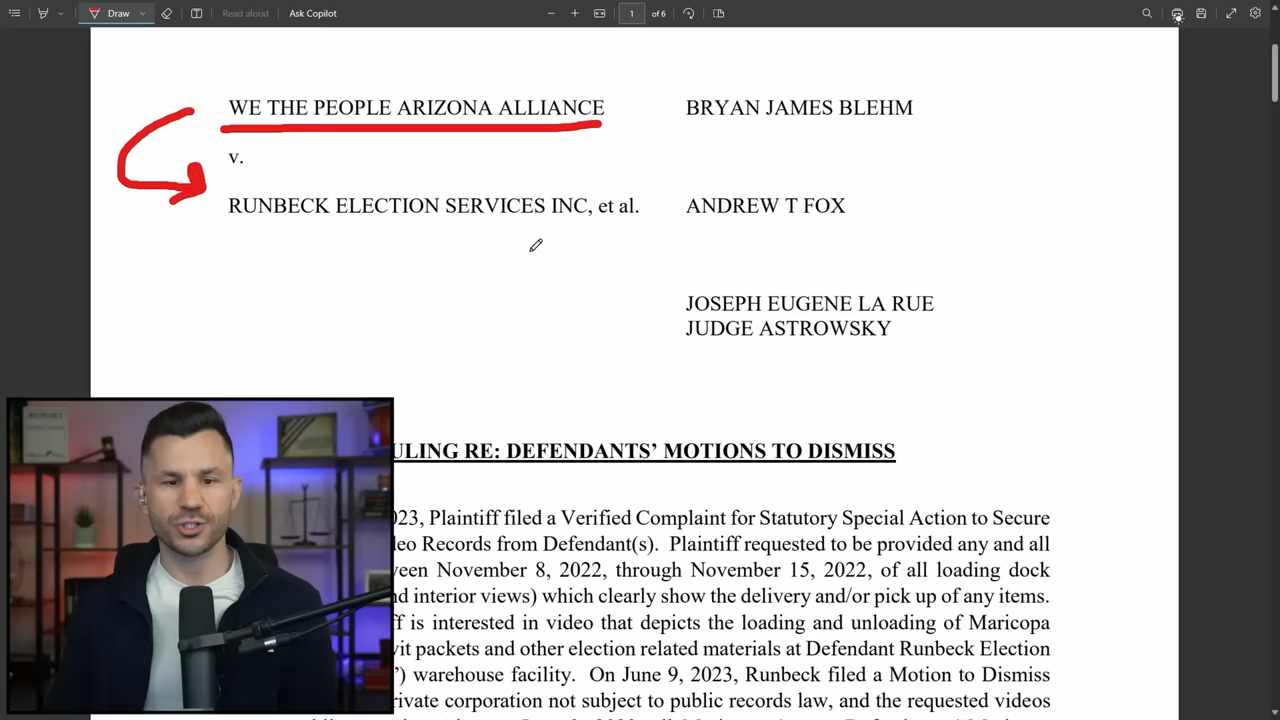 Draw
Read aloud
Ask Copilot
1
of 6
WE THE PEOPLE ARIZONA ALLIANCE
BRYAN JAMES BLEHM
v.
RUNBECK ELECTION SERVICES INC, et al.
ANDREW T FOX
JOSEPH EUGENE LA RUE
JUDGE ASTROWSKY
ULING RE: DEFENDANTS’ MOTIONS TO DISMISS
023, Plaintiff filed a Verified Complaint for Statutory Special Action to Secure
eo Records from Defendant(s). Plaintiff requested to be provided any and all
ween November 8, 2022, through November 15, 2022, of all loading dock
nd interior views) which clearly show the delivery and/or pick up of any items.
ff is interested in video that depicts the loading and unloading of Maricopa
vit packets and other election related materials at Defendant Runbeck Election
”) warehouse facility. On June 9, 2023, Runbeck filed a Motion to Dismiss
rivate corporation not subject to public records law, and the requested videos